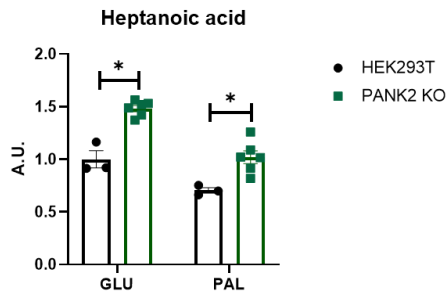 Heptanoic acid
HEK293T
PANK2 KO
A.U.
2.0
1.5
1.0
0.5
0.0
*
*
GLU
PAL